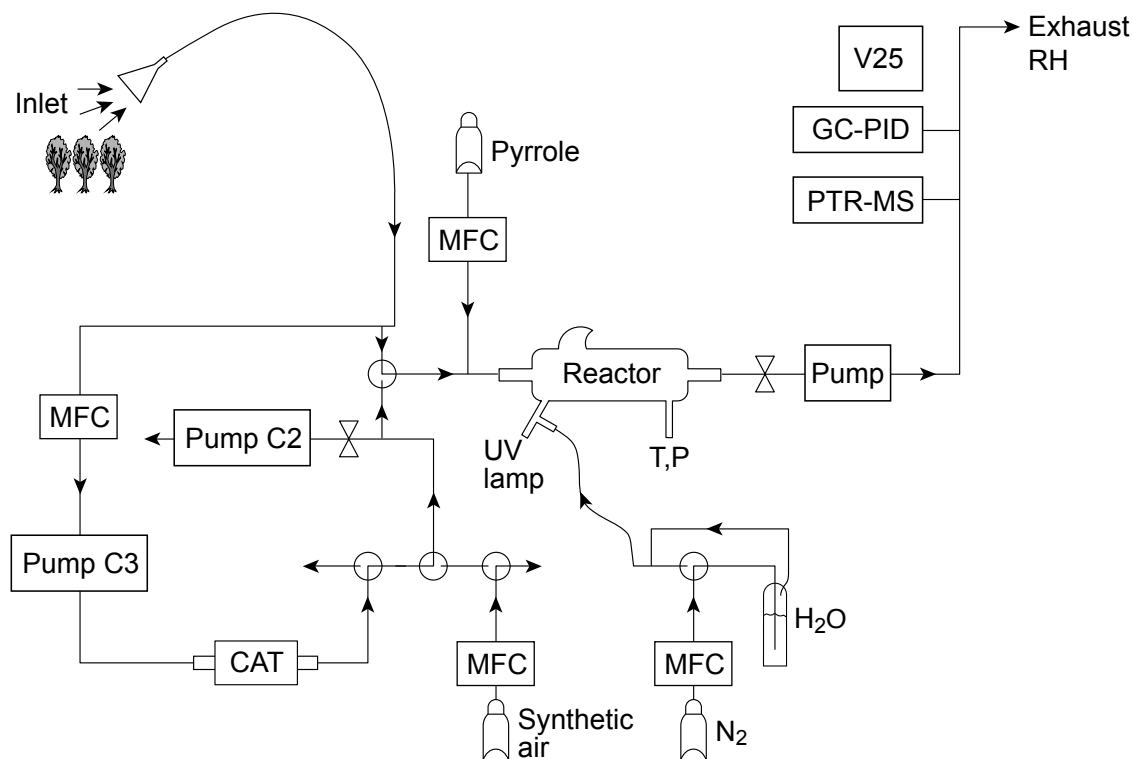 Exhaust
RH
V25
Inlet
GC-PID
Pyrrole
PTR-MS
MFC
Reactor
Pump
MFC
Pump C2
UV
lamp
T,P
Pump C3
H₂O
CAT
MFC
MFC
Synthetic
air
N₂